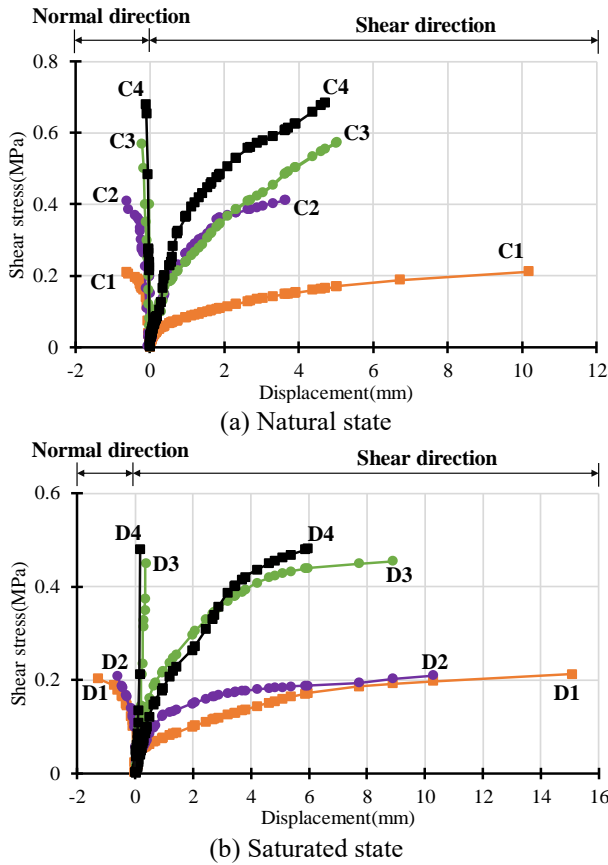 Normal direction
Shear direction
0.8
0.6
0.4
0.2
0
Shear stress(MPa)
C4
C3
C2
C1
C4
C3
C2
C1
-2 0 2 4 6 8 10 12
Displacement(mm)
(a) Natural state
Normal direction
Shear direction
0.6
0.4
0.2
0
Shear stress(MPa)
D4
D3
D2
D1
D4
D3
D2
D1
-2 0 2 4 6 8 10 12 14 16
Displacement(mm)
(b) Saturated state